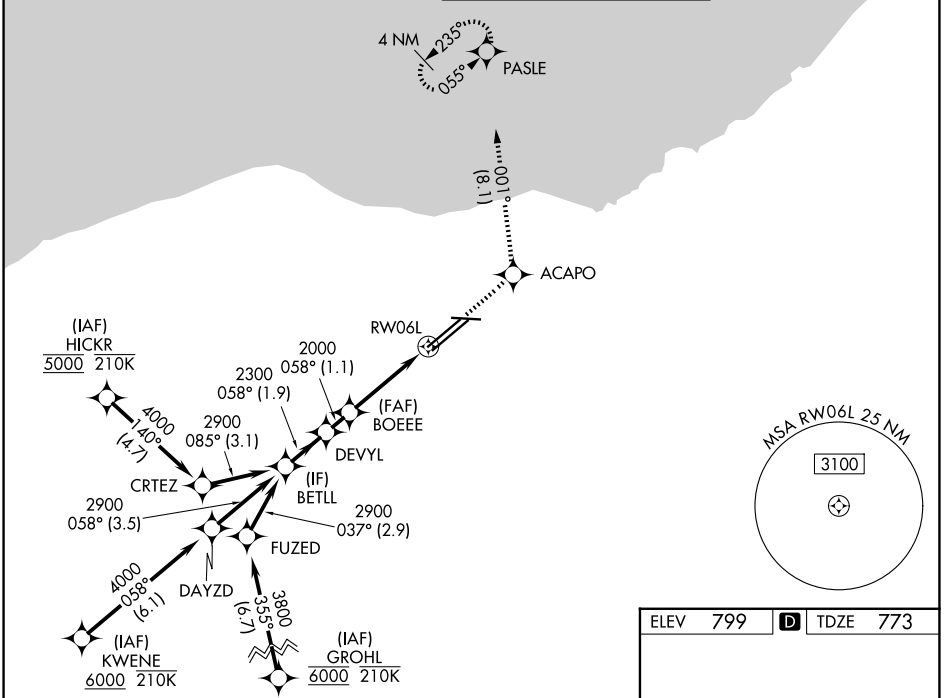 4 NM
235°
055°
PASLE
001°
(8.1)
ACAPO
RW06L
(IAF)
HICKR
5000 210K
2000
058° (1.1)
2300
058° (1.9)
4000
140°
(4.7)
2900
085° (3.1)
(FAF)
BOEEE
DEVYL
MSA RW06L 25 NM
3100
CRTEZ
(IF)
BETLL
2900
058° (3.5)
2900
037° (2.9)
FUZED
DAYZD
4000
058°
(6.1)
3800
355°
(6.7)
(IAF)
KWENE
6000 210K
(IAF)
GROHL
6000 210K
ELEV 799 D TDZE 773